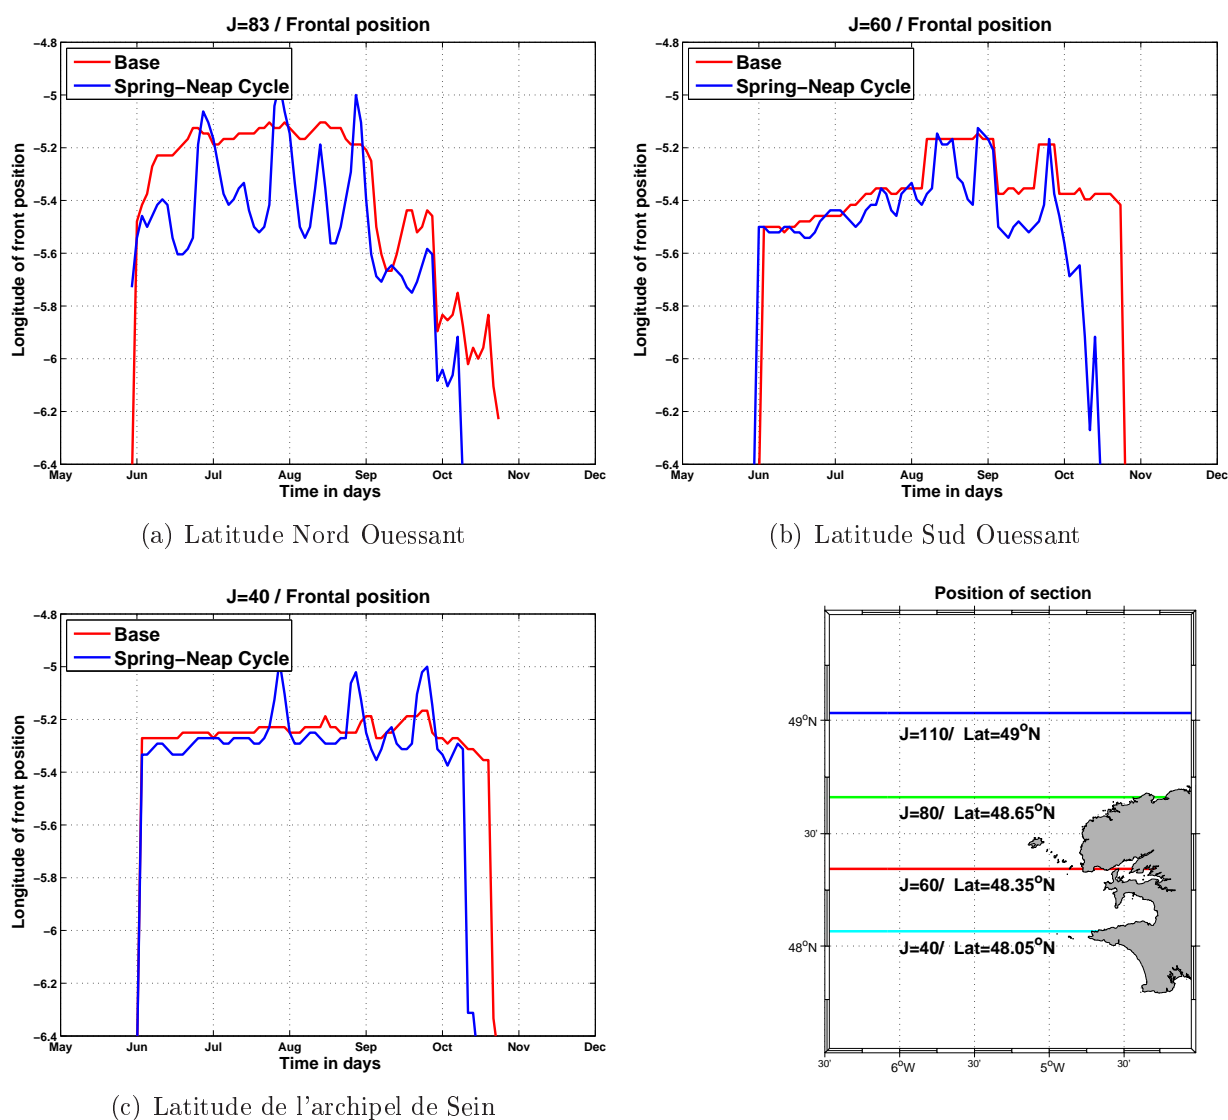 J=83 / Frontal position
Base
Spring-Neap Cycle
Longitude of front position
-4.8
-5
-5.2
-5.4
-5.6
-5.8
-6
-6.2
-6.4
May Jun Jul Aug Sep Oct Nov Dec
Time in days
(a) Latitude Nord Ouessant
J=60 / Frontal position
Base
Spring-Neap Cycle
Longitude of front position
-4.8
-5
-5.2
-5.4
-5.6
-5.8
-6
-6.2
-6.4
May Jun Jul Aug Sep Oct Nov Dec
Time in days
(b) Latitude Sud Ouessant
J=40 / Frontal position
Base
Spring-Neap Cycle
Longitude of front position
-4.8
-5
-5.2
-5.4
-5.6
-5.8
-6
-6.2
-6.4
May Jun Jul Aug Sep Oct Nov Dec
Time in days
(c) Latitude de l'archipel de Sein
Position of section
49°N
J=110/ Lat=49°N
J=80/ Lat=48.65°N
30'
J=60/ Lat=48.35°N
48°N
J=40/ Lat=48.05°N
30' 6°W 30' 5°W 30'